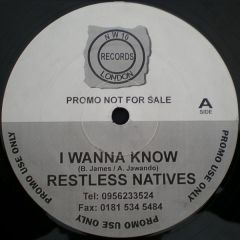 N W 10
RECORDS
LONDON
PROMO NOT FOR SALE
A
SIDE
I WANNA KNOW
(B. James / A. Jawando)
RESTLESS NATIVES
Tel: 0956233524
Fax: 0181 534 5484
PROMO USE ONLY
PROMO USE ONLY
PROMO USE ONLY